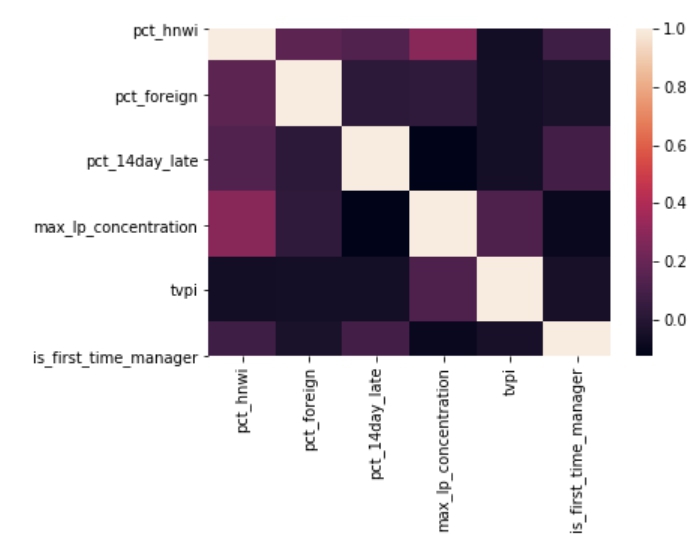 pct_hnwi
pct_foreign
pct_14day_late
max_lp_concentration
tvpi
is_first_time_manager
pct_hnwi
pct_foreign
pct_14day_late
max_lp_concentration
tvpi
is_first_time_manager
1.0
0.8
0.6
0.4
0.2
0.0